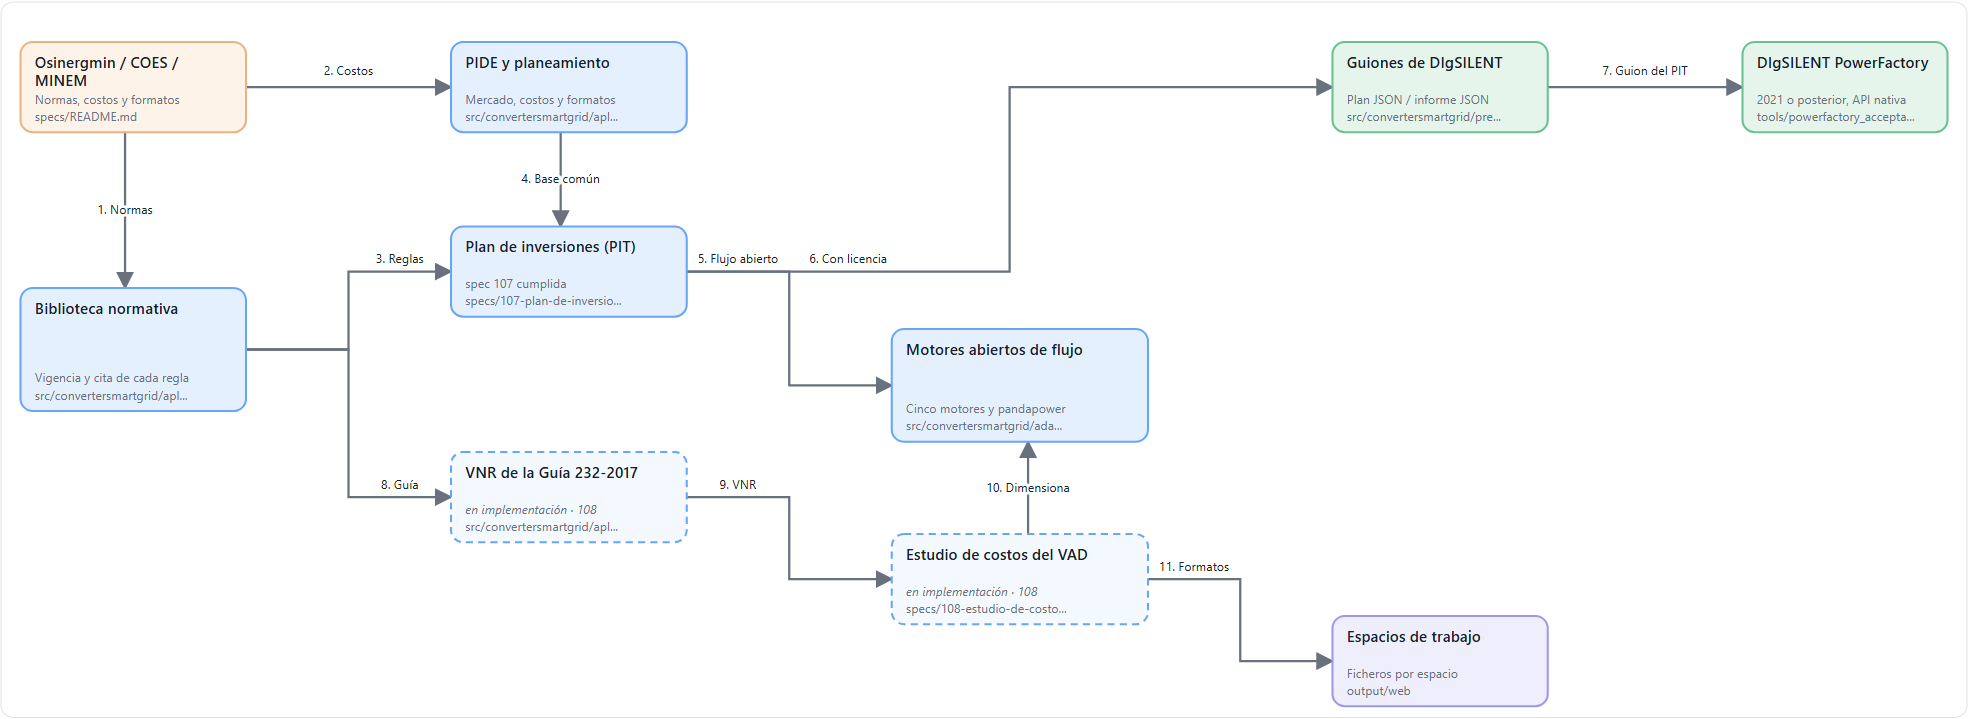 Osinergmin / COES /
MINEM
Normas, costos y formatos
specs/README.md
2. Costos
PIDE y planeamiento
Mercado, costos y formatos
src/convertersmartgrid/apl...
Guiones de DIgSILENT
Plan JSON / informe JSON
src/convertersmartgrid/pre...
7. Guion del PIT
DIgSILENT PowerFactory
2021 o posterior, API nativa
tools/powerfactory_accepta...
1. Normas
4. Base común
3. Reglas
Plan de inversiones (PIT)
spec 107 cumplida
specs/107-plan-de-inversio...
5. Flujo abierto
6. Con licencia
Biblioteca normativa
Vigencia y cita de cada regla
src/convertersmartgrid/apl...
Motores abiertos de flujo
Cinco motores y pandapower
src/convertersmartgrid/ada...
8. Guía
VNR de la Guía 232-2017
en implementación · 108
src/convertersmartgrid/apl...
9. VNR
10. Dimensiona
Estudio de costos del VAD
en implementación · 108
specs/108-estudio-de-costo...
11. Formatos
Espacios de trabajo
Ficheros por espacio
output/web